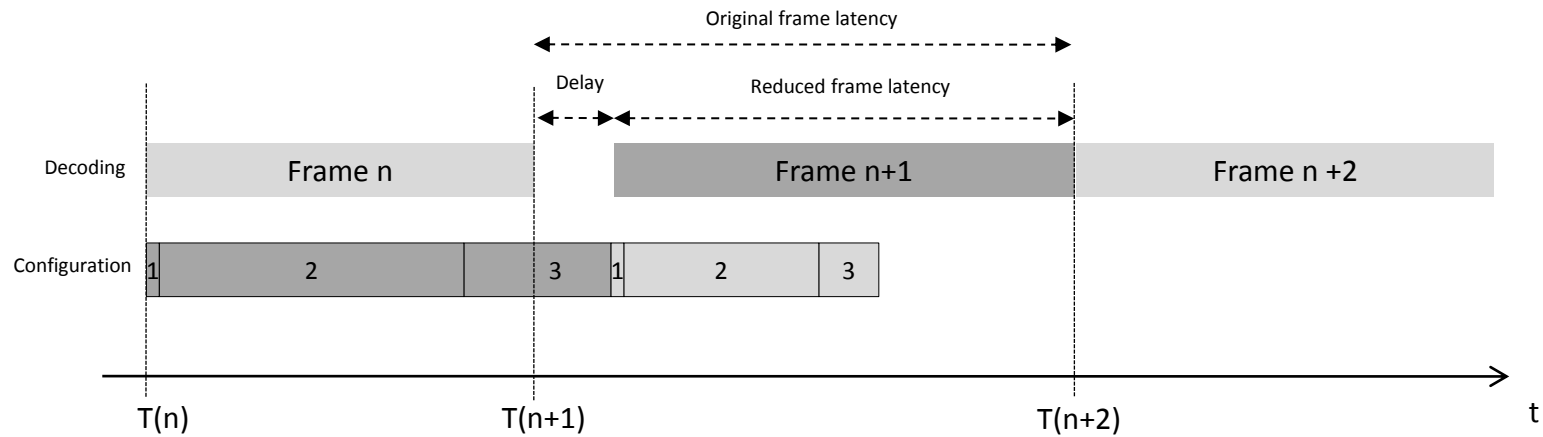 Original frame latency
Delay
Reduced frame latency
Decoding
Frame n
Frame n+1
Frame n +2
Configuration
1
2
3
1
2
3
T(n)
T(n+1)
T(n+2)
t